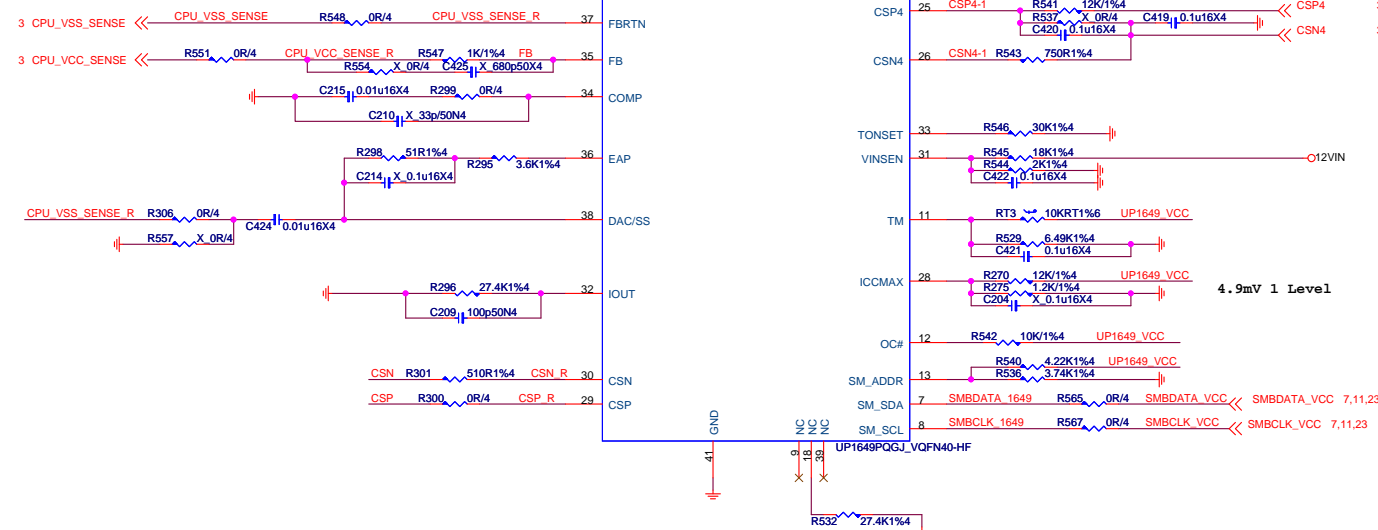 CPU_VSS_SENSE R548 0R/4 CPU_VSS_SENSE_R 37 FBRTN
3 CPU_VSS_SENSE
R551 0R/4 CPU_VCC_SENSE_R R547 1K/1%4 FB 35 FB
3 CPU_VCC_SENSE
R554 X_0R/4 C425 X_680p50X4
C215 0.01u16X4 R299 0R/4 34 COMP
C210 X_33p/50N4
R298 51R1%4 R295 3.6K1%4 36 EAP
C214 X_0.1u16X4
CPU_VSS_SENSE_R R306 0R/4 C424 0.01u16X4 38 DAC/SS
R557 X_0R/4
R296 27.4K1%4 32 IOUT
C209 100p50N4
CSN R301 510R1%4 CSN_R 30 CSN
CSP R300 0R/4 CSP_R 29 CSP
CSP4 25 CSP4-1 R541 12K/1%4 CSP4
R537 X_0R/4 C419 0.1u16X4
C420 0.1u16X4 CSN4
CSN4 26 CSN4-1 R543 750R1%4
TONSET 33 R546 30K1%4
VINSEN 31 R545 18K1%4 12VIN
R544 2K1%4
C422 0.1u16X4
TM 11 RT3 10KRT1%6 UP1649_VCC
R529 6.49K1%4
C421 0.1u16X4
ICCMAX 28 R270 12K/1%4 UP1649_VCC
R275 1.2K/1%4 4.9mV 1 Level
C204 X_0.1u16X4
OC# 12 R542 10K/1%4 UP1649_VCC
R540 4.22K1%4 UP1649_VCC
SM_ADDR 13 R536 3.74K1%4
SM_SDA 7 SMBDATA_1649 R565 0R/4 SMBDATA_VCC SMBDATA_VCC 7,11,23
SM_SCL 8 SMBCLK_1649 R567 0R/4 SMBCLK_VCC SMBCLK_VCC 7,11,23
GND NC NC NC
UP1649PQGJ_VQFN40-HF
41 9 18 39
R532 27.4K1%4